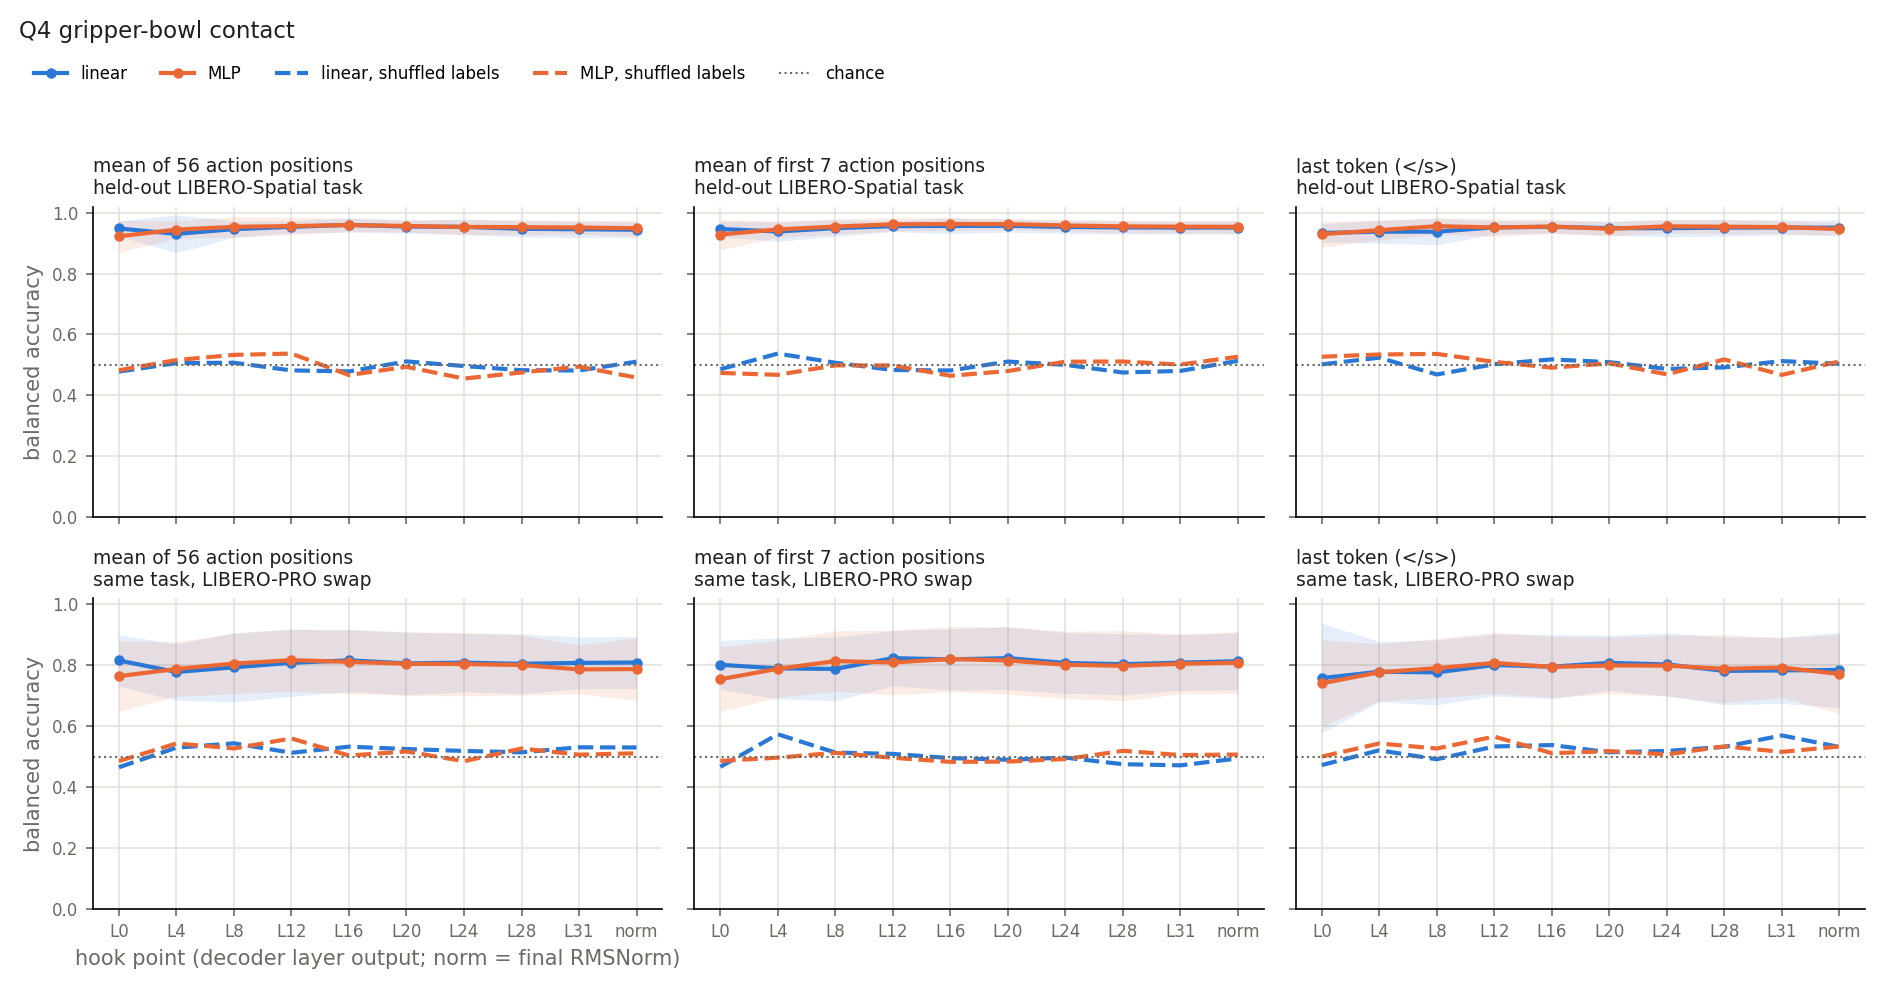 Q4 gripper-bowl contact
linear MLP linear, shuffled labels MLP, shuffled labels chance
mean of 56 action positions
held-out LIBERO-Spatial task
mean of first 7 action positions
held-out LIBERO-Spatial task
last token (</s>)
held-out LIBERO-Spatial task
balanced accuracy
1.0
0.8
0.6
0.4
0.2
0.0
mean of 56 action positions
same task, LIBERO-PRO swap
mean of first 7 action positions
same task, LIBERO-PRO swap
last token (</s>)
same task, LIBERO-PRO swap
balanced accuracy
1.0
0.8
0.6
0.4
0.2
0.0
L0 L4 L8 L12 L16 L20 L24 L28 L31 norm
L0 L4 L8 L12 L16 L20 L24 L28 L31 norm
L0 L4 L8 L12 L16 L20 L24 L28 L31 norm
hook point (decoder layer output; norm = final RMSNorm)